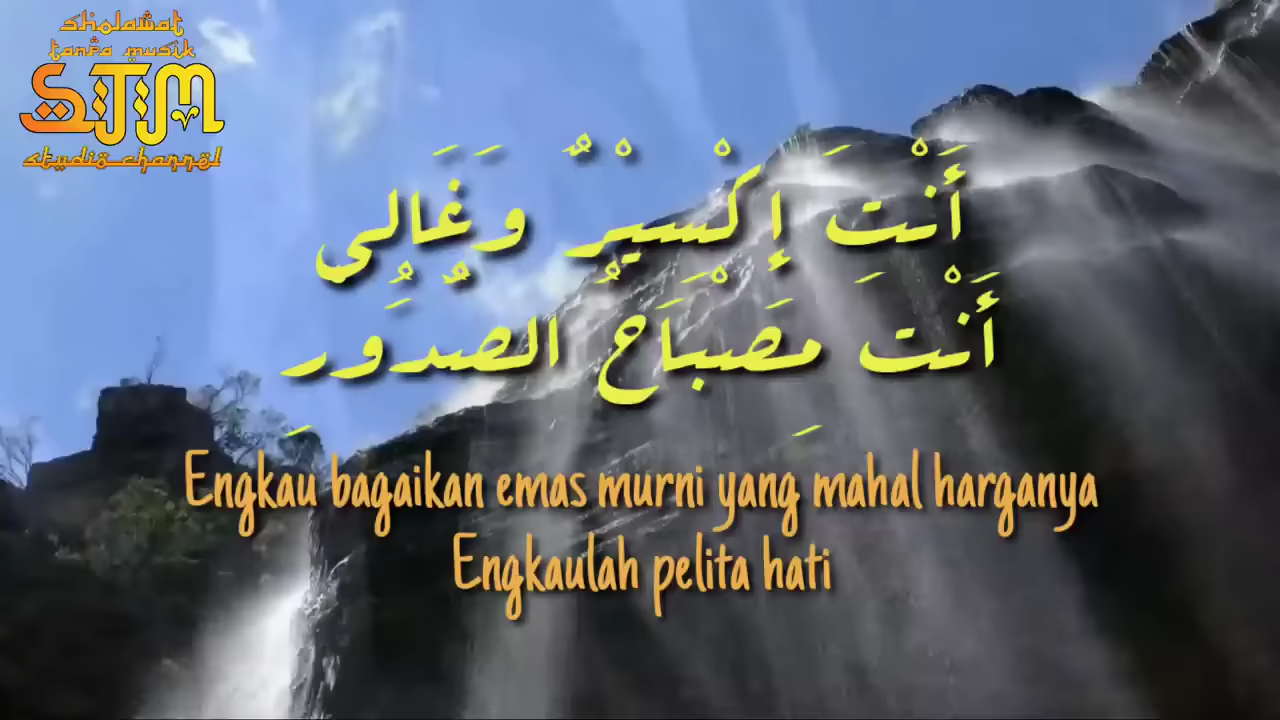 sholawat
tanpa musik
STM
studio channel
أَنْتَ إِكْسِيْرٌ وَغَالِي
أَنْتَ مِصْبَاحُ الصُّدُوْرِ
Engkau bagaikan emas murni yang mahal harganya
Engkaulah pelita hati